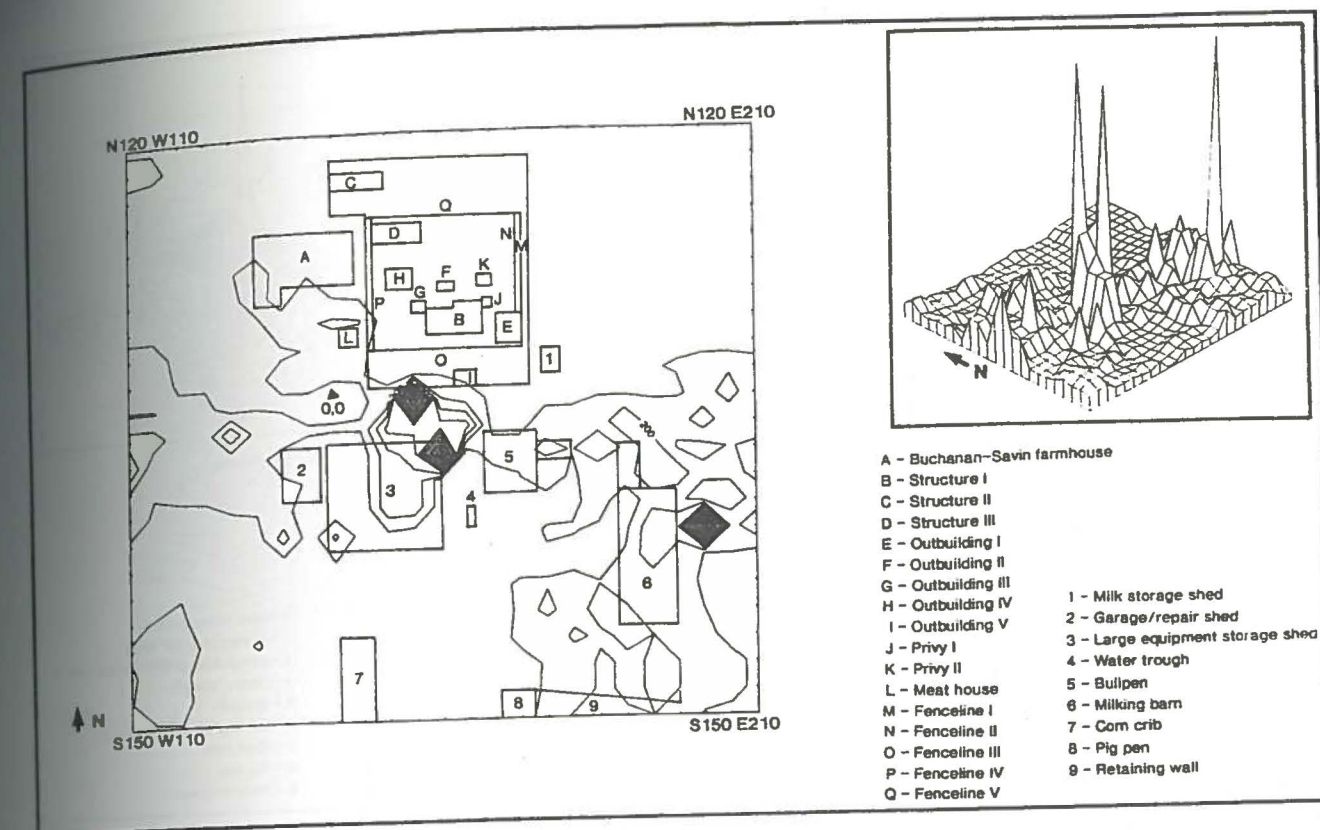 N120 W110
N120 E210
C
Q
D
N
M
A
H
F
K
G
J
P
B
E
L
O
1
I
0,0
2
3
5
4
6
7
8
9
N
S150 W110
S150 E210
N
A - Buchanan-Savin farmhouse
B - Structure I
C - Structure II
D - Structure III
E - Outbuilding I
F - Outbuilding II
G - Outbuilding III
H - Outbuilding IV
I - Outbuilding V
J - Privy I
K - Privy II
L - Meat house
M - Fenceline I
N - Fenceline II
O - Fenceline III
P - Fenceline IV
Q - Fenceline V
1 - Milk storage shed
2 - Garage/repair shed
3 - Large equipment storage shed
4 - Water trough
5 - Bullpen
6 - Milking barn
7 - Corn crib
8 - Pig pen
9 - Retaining wall